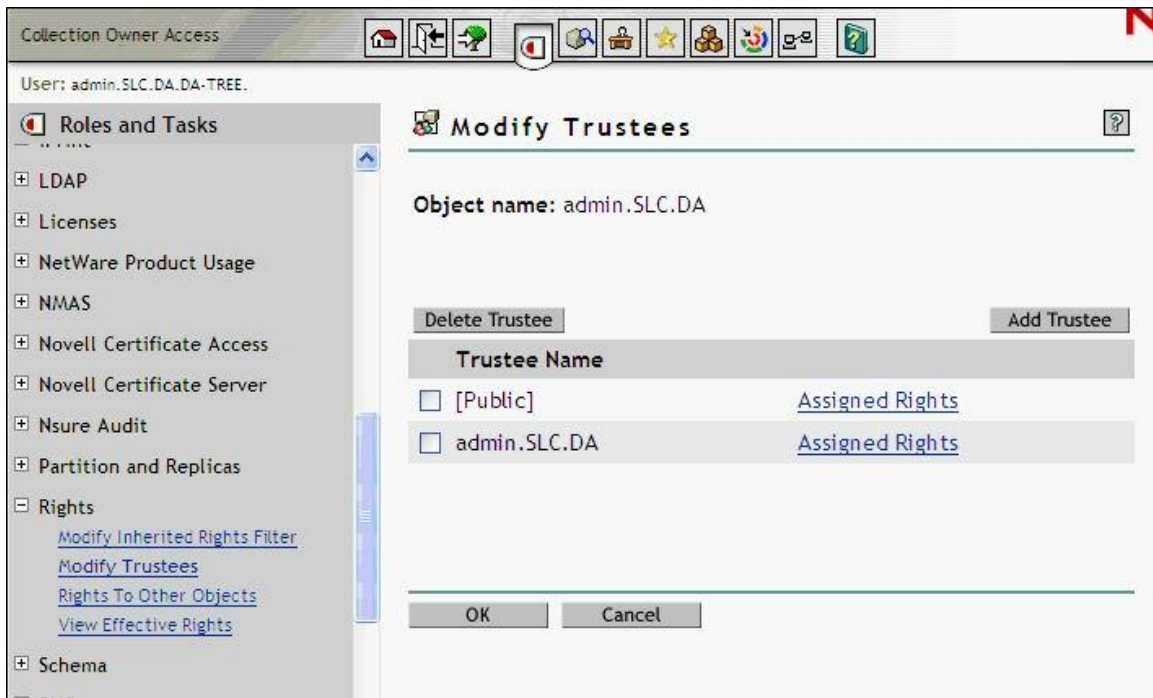 Collection Owner Access
N
User: admin.SLC.DA.DA-TREE.
Roles and Tasks
LDAP
Licenses
NetWare Product Usage
NMAS
Novell Certificate Access
Novell Certificate Server
Nsure Audit
Partition and Replicas
Rights
Modify Inherited Rights Filter
Modify Trustees
Rights To Other Objects
View Effective Rights
Schema
Modify Trustees
?
Object name: admin.SLC.DA
Delete Trustee Add Trustee
Trustee Name
[Public] Assigned Rights
admin.SLC.DA Assigned Rights
OK Cancel